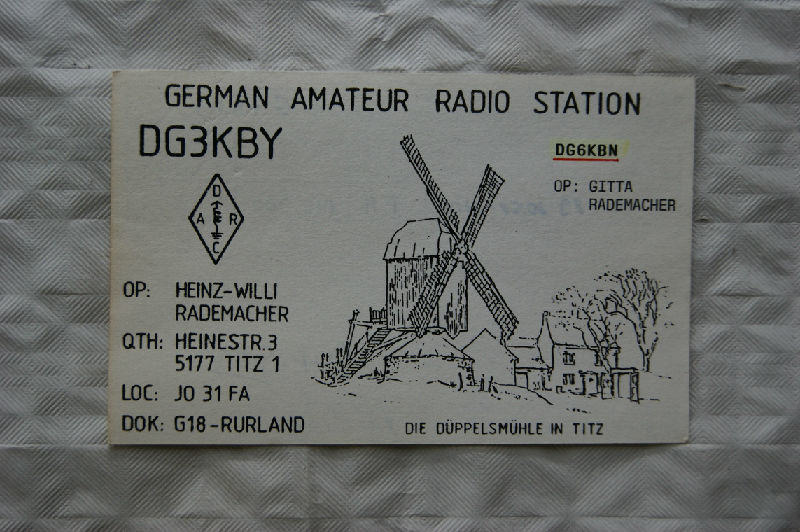 GERMAN AMATEUR RADIO STATION
DG3KBY
DG6KBN
OP: GITTA
RADEMACHER
D
A R
C
OP: HEINZ-WILLI
RADEMACHER
QTH: HEINESTR.3
5177 TITZ 1
LOC: JO 31 FA
DOK: G18-RURLAND
DIE DÜPPELSMÜHLE IN TITZ